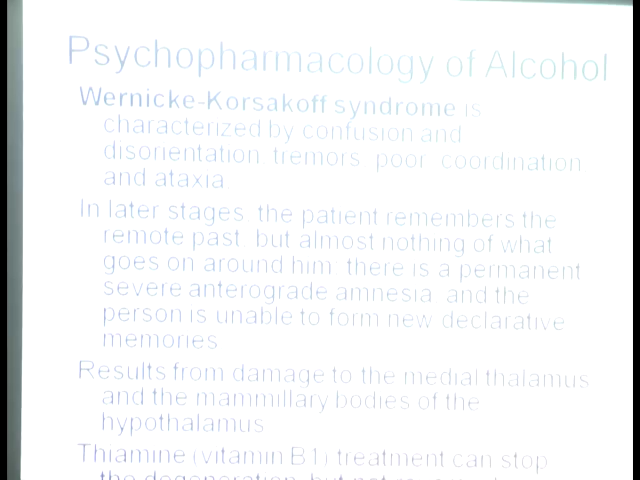 Psychopharmacology of Alcohol
Wernicke-Korsakoff syndrome is
characterized by confusion and
disorientation tremors poor coordination
and ataxia
In later stages the patient remembers the
remote past but almost nothing of what
goes on around him there is a permanent
severe anterograde amnesia and the
person is unable to form new declarative
memories
Results from damage to the medial thalamus
and the mammillary bodies of the
hypothalamus
Thiamine (vitamin B1) treatment can stop
the degeneration but not